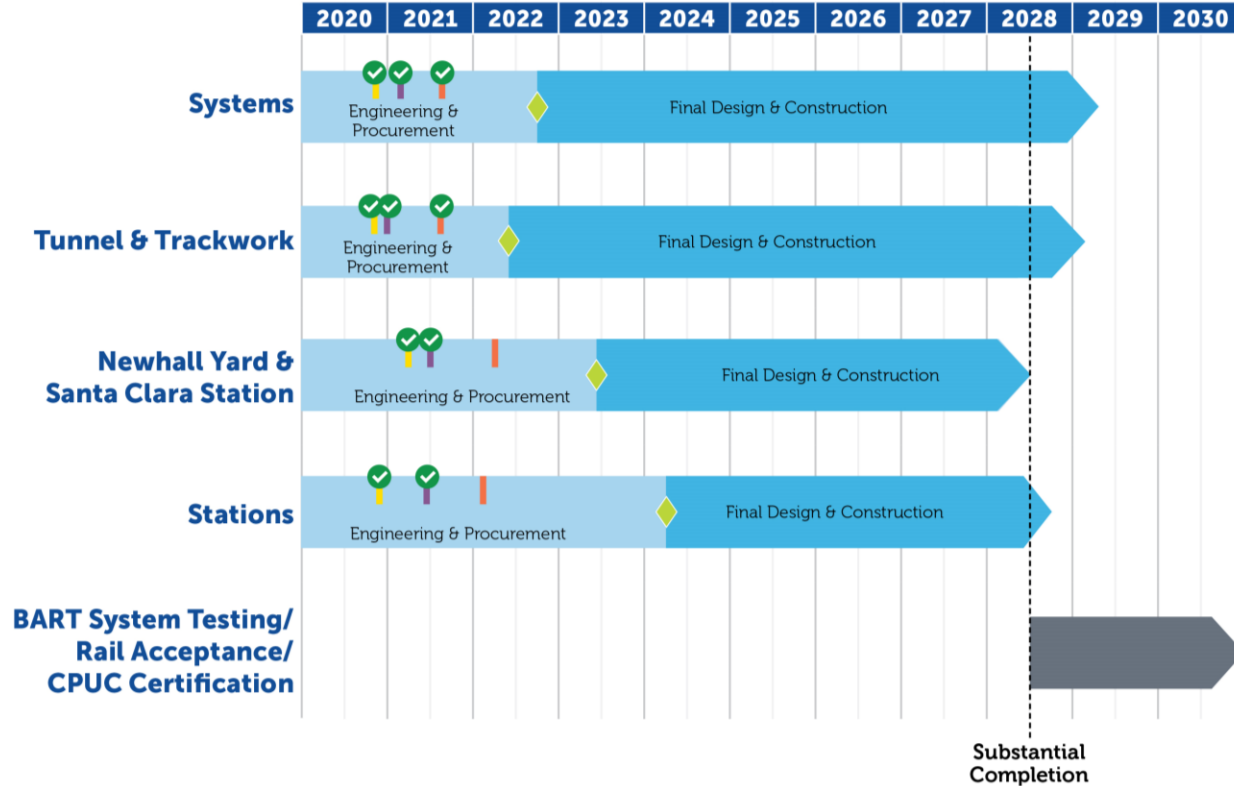 2020 2021 2022 2023 2024 2025 2026 2027 2028 2029 2030
Systems
Engineering &
Procurement
Final Design & Construction
Tunnel & Trackwork
Engineering &
Procurement
Final Design & Construction
Newhall Yard &
Santa Clara Station
Engineering & Procurement
Final Design & Construction
Stations
Engineering & Procurement
Final Design & Construction
BART System Testing/
Rail Acceptance/
CPUC Certification
Substantial
Completion